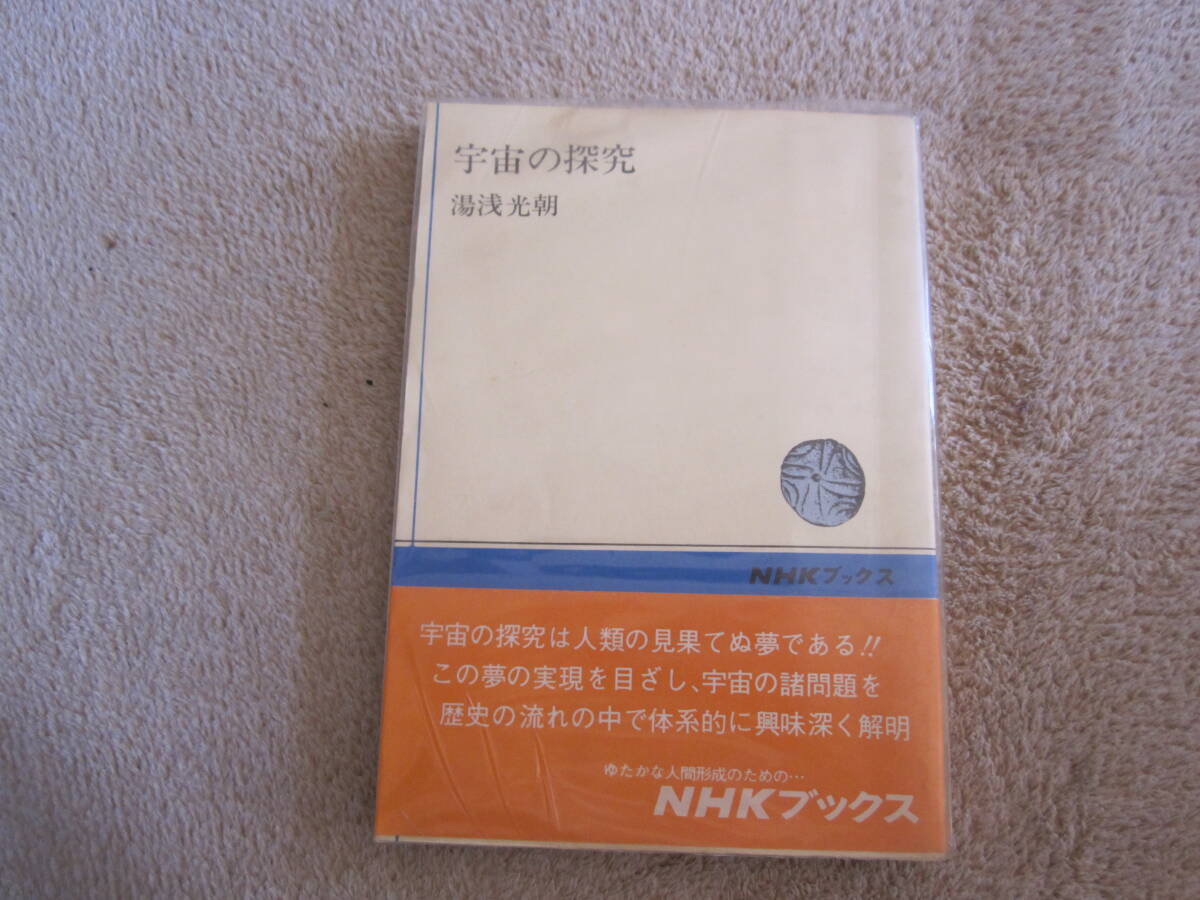 宇宙の探究
湯浅光朝
NHKブックス
宇宙の探究は人類の見果てぬ夢である!!
この夢の実現を目ざし、宇宙の諸問題を
歴史の流れの中で体系的に興味深く解明
ゆたかな人間形成のための…
NHKブックス